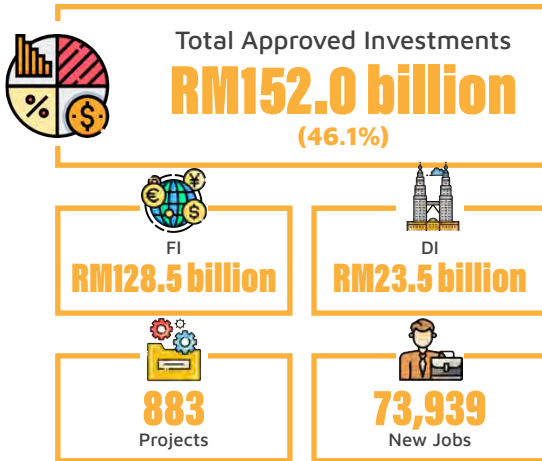 Total Approved Investments
RM152.0 billion
(46.1%)
FI
RM128.5 billion
DI
RM23.5 billion
883
Projects
73,939
New Jobs